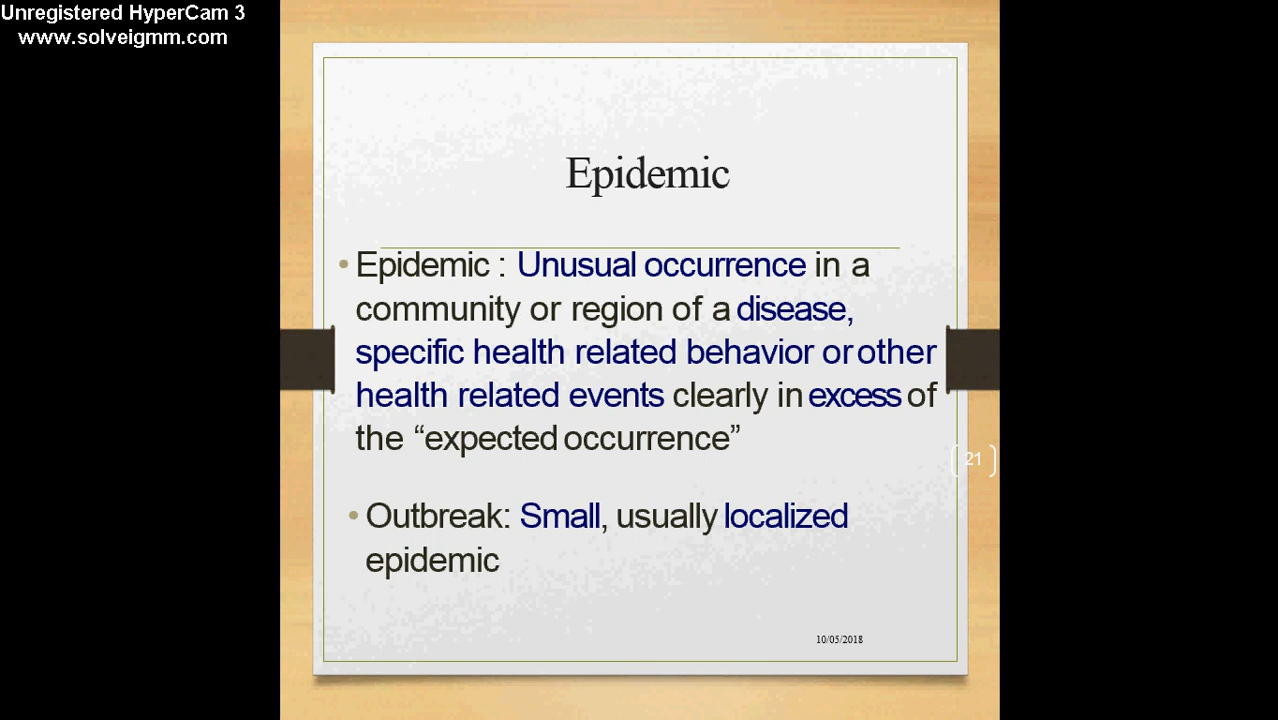 Unregistered HyperCam 3
www.solveigmm.com
Epidemic
• Epidemic : Unusual occurrence in a
community or region of a disease,
specific health related behavior or other
health related events clearly in excess of
the “expected occurrence”
21
• Outbreak: Small, usually localized
epidemic
10/05/2018